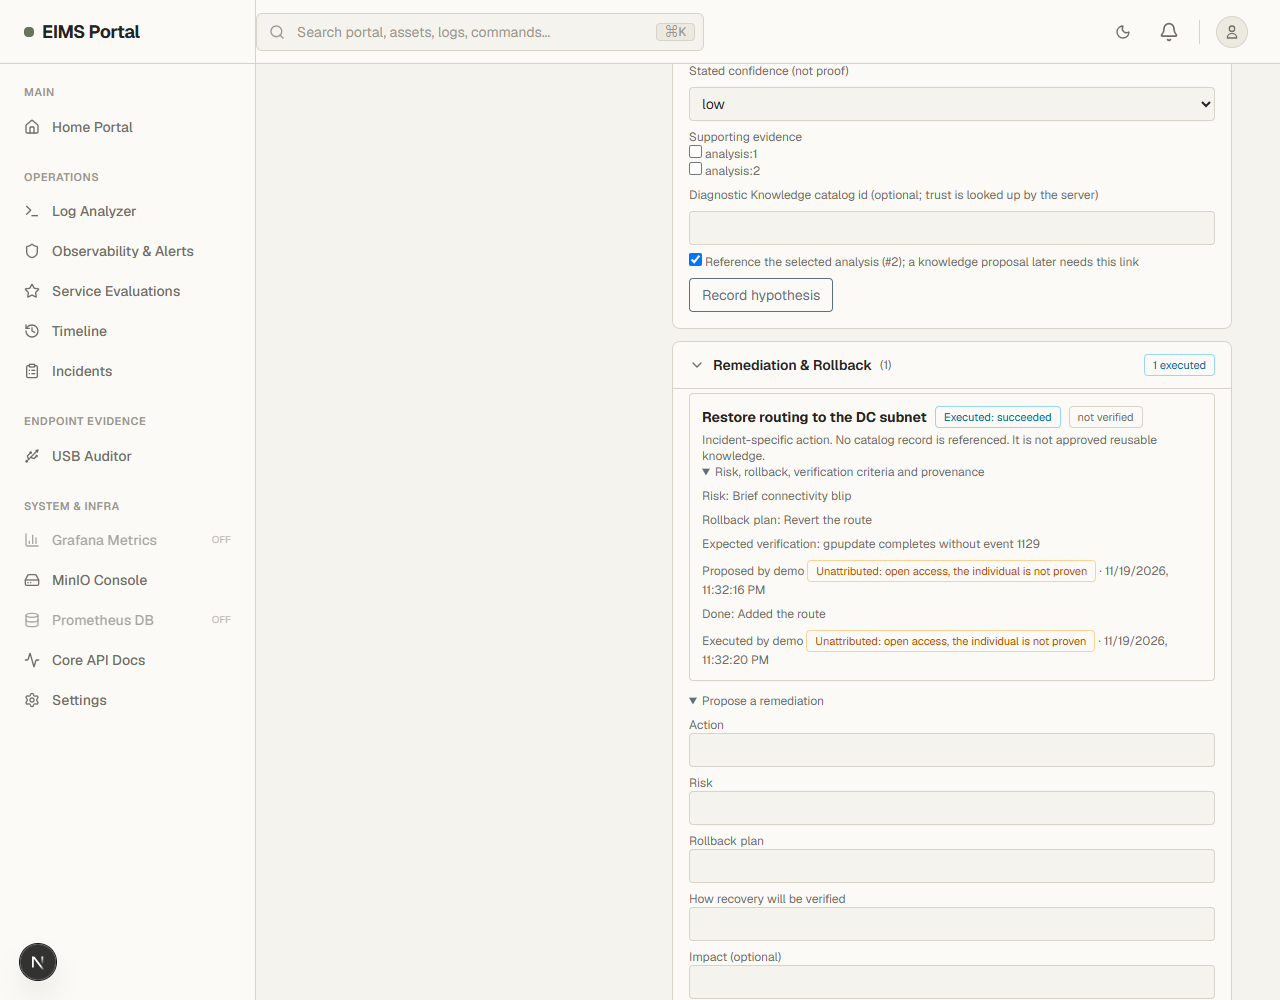 EIMS Portal
Search portal, assets, logs, commands...
⌘K
MAIN
Home Portal
OPERATIONS
Log Analyzer
Observability & Alerts
Service Evaluations
Timeline
Incidents
ENDPOINT EVIDENCE
USB Auditor
SYSTEM & INFRA
Grafana Metrics OFF
MinIO Console
Prometheus DB OFF
Core API Docs
Settings
N
Stated confidence (not proof)
low
Supporting evidence
analysis:1
analysis:2
Diagnostic Knowledge catalog id (optional; trust is looked up by the server)
Reference the selected analysis (#2); a knowledge proposal later needs this link
Record hypothesis
Remediation & Rollback (1) 1 executed
Restore routing to the DC subnet Executed: succeeded not verified
Incident-specific action. No catalog record is referenced. It is not approved reusable
knowledge.
Risk, rollback, verification criteria and provenance
Risk: Brief connectivity blip
Rollback plan: Revert the route
Expected verification: gpupdate completes without event 1129
Proposed by demo Unattributed: open access, the individual is not proven · 11/19/2026,
11:32:16 PM
Done: Added the route
Executed by demo Unattributed: open access, the individual is not proven · 11/19/2026,
11:32:20 PM
Propose a remediation
Action
Risk
Rollback plan
How recovery will be verified
Impact (optional)